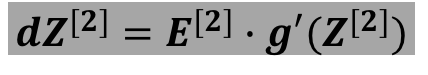 dZ^{[2]} = E^{[2]} · g′(Z^{[2]})